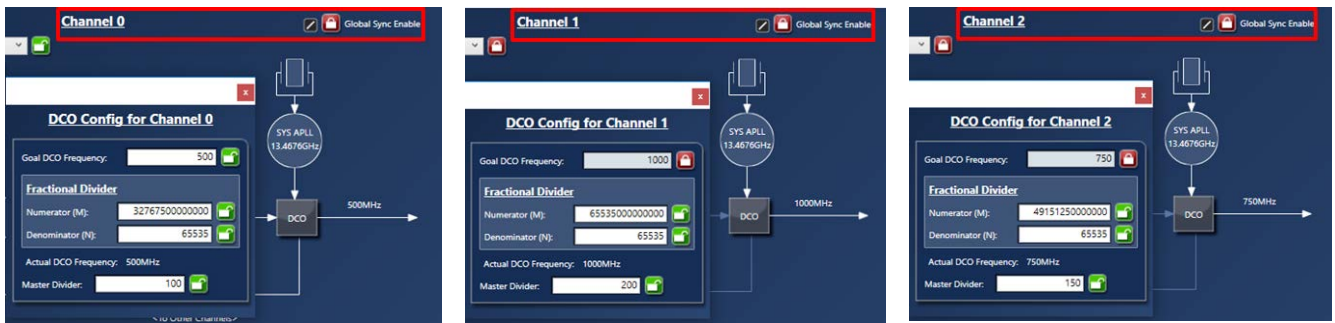 Channel 0
Global Sync Enable
DCO Config for Channel 0
x
SYS APLL
13.4676GHz
Goal DCO Frequency: 500
Fractional Divider
Numerator (M): 32767500000000
Denominator (N): 65535
DCO
500MHz
Actual DCO Frequency: 500MHz
Master Divider: 100
<To Other Channels>
Channel 1
Global Sync Enable
DCO Config for Channel 1
x
SYS APLL
13.4676GHz
Goal DCO Frequency: 1000
Fractional Divider
Numerator (M): 65535000000000
Denominator (N): 65535
DCO
1000MHz
Actual DCO Frequency: 1000MHz
Master Divider: 200
Channel 2
Global Sync Enable
DCO Config for Channel 2
x
SYS APLL
13.4676GHz
Goal DCO Frequency: 750
Fractional Divider
Numerator (M): 49151250000000
Denominator (N): 65535
DCO
750MHz
Actual DCO Frequency: 750MHz
Master Divider: 150